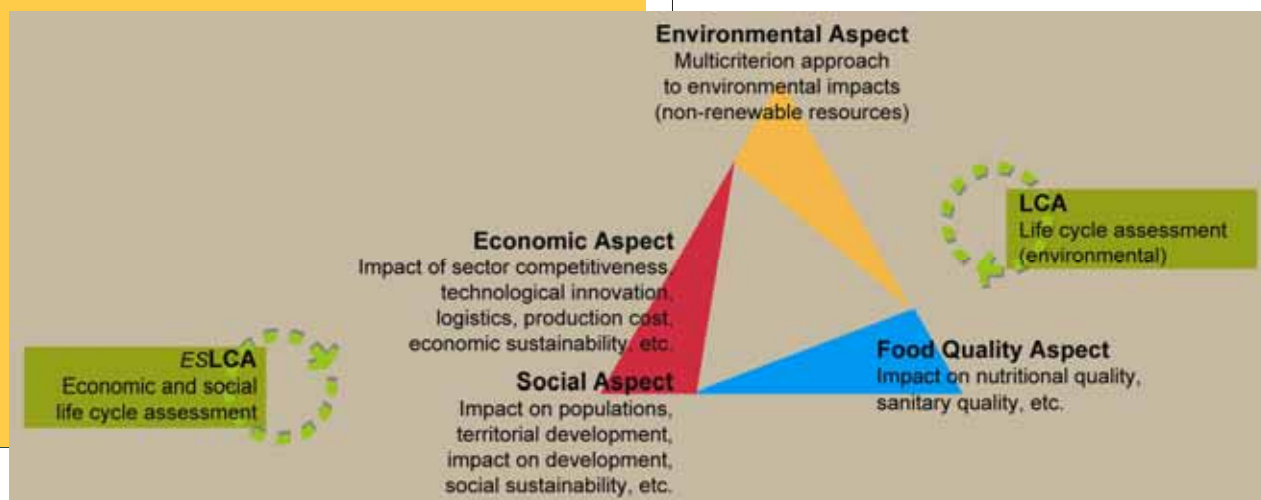 Environmental Aspect
Multicriterion approach
to environmental impacts
(non-renewable resources)
LCA
Life cycle assessment
(environmental)
Economic Aspect
Impact of sector competitiveness,
technological innovation,
logistics, production cost,
economic sustainability, etc.
ESLCA
Economic and social
life cycle assessment
Social Aspect
Impact on populations,
territorial development,
impact on development,
social sustainability, etc.
Food Quality Aspect
Impact on nutritional quality,
sanitary quality, etc.